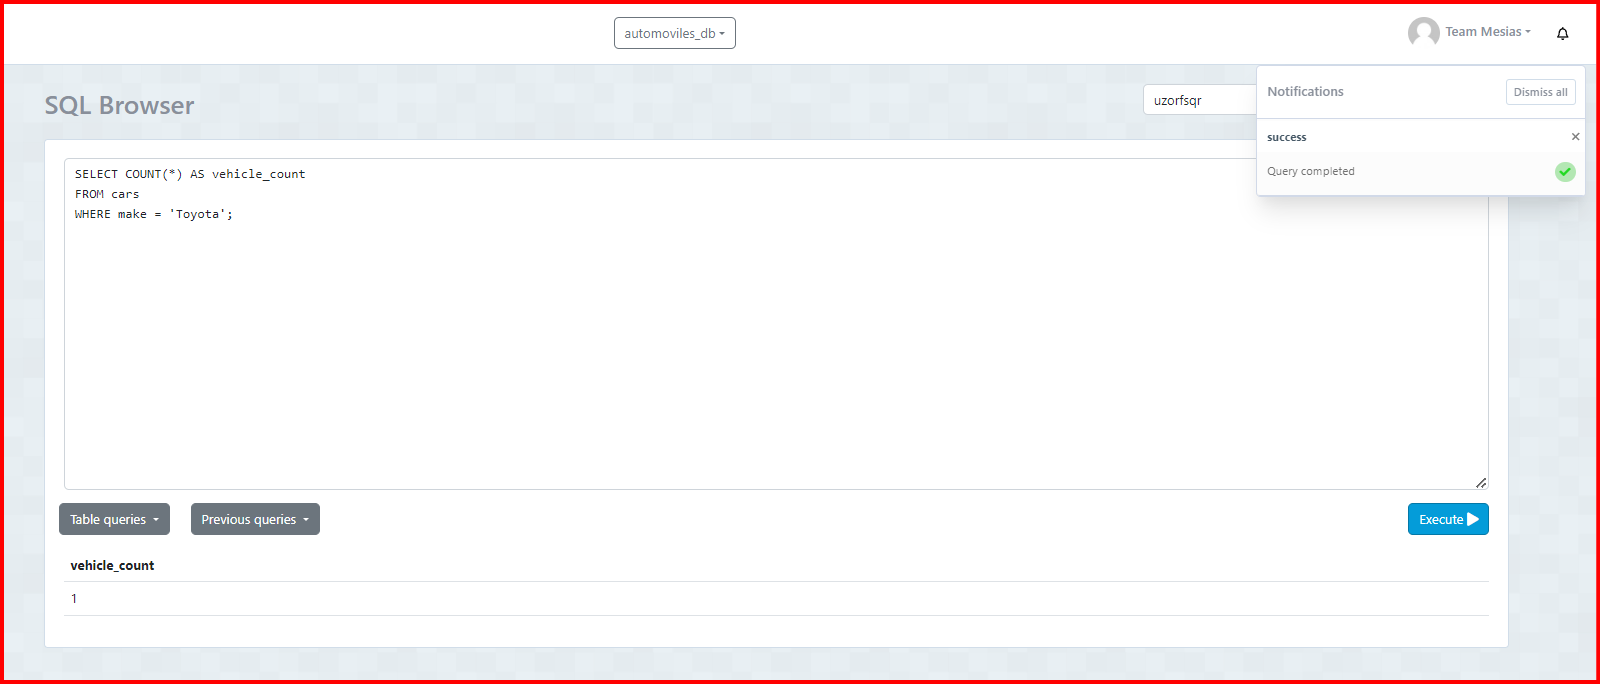 automoviles_db
Team Mesias
SQL Browser
uzorfsqr
Notifications
Dismiss all
success
Query completed
SELECT COUNT(*) AS vehicle_count
FROM cars
WHERE make = 'Toyota';
Table queries
Previous queries
Execute
vehicle_count
1